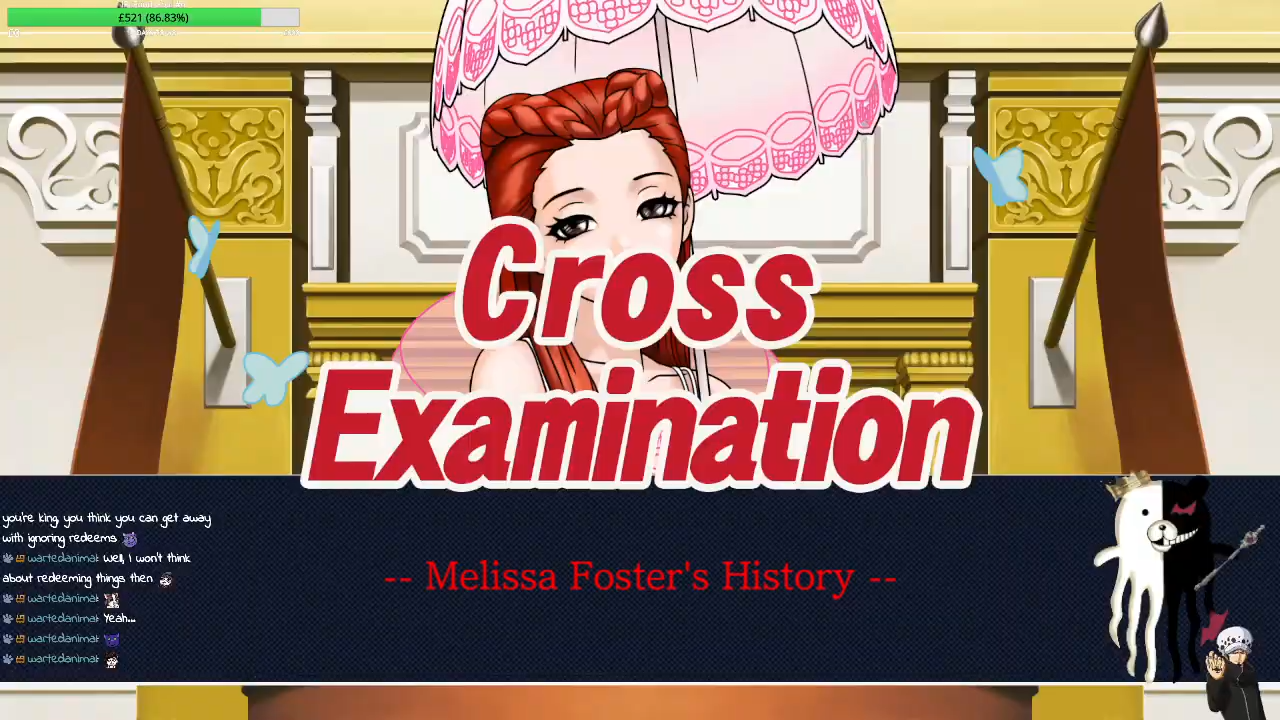 £521 (86.83%)
Cross
Examination
-- Melissa Foster's History --
you're king, you think you can get away
with ignoring redeems
wartedanimat: Well, I won't think
about redeeming things then
wartedanimat:
wartedanimat: Yeah...
wartedanimat:
wartedanimat: